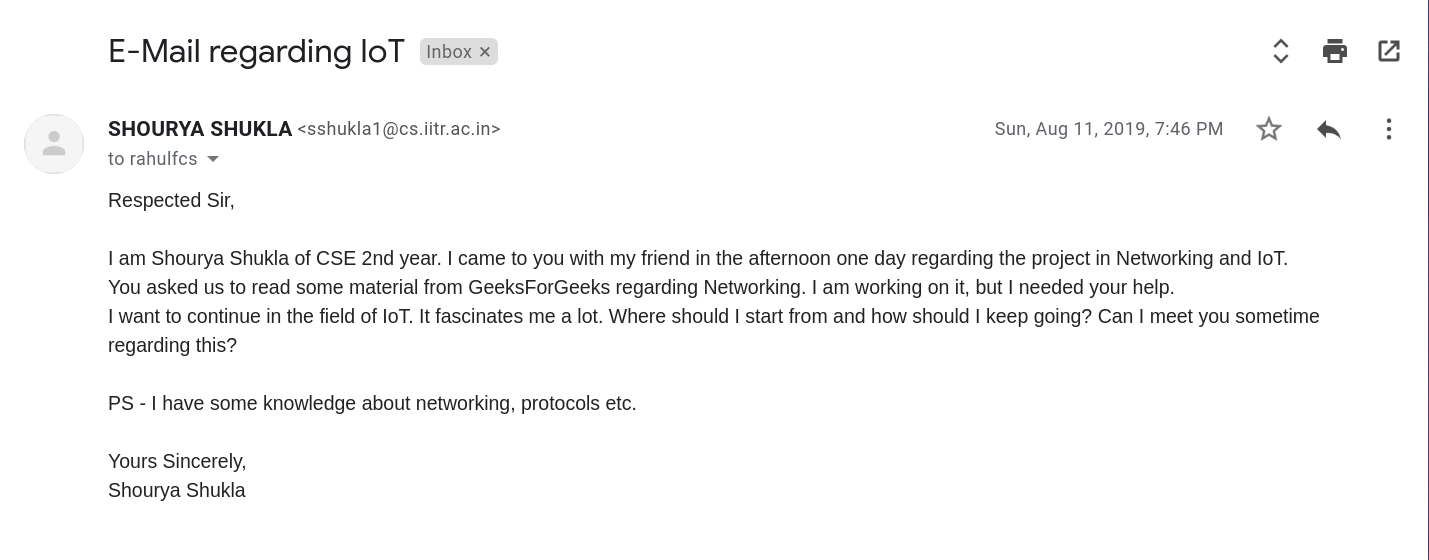 E-Mail regarding IoT Inbox ×
SHOURYA SHUKLA <sshukla1@cs.iitr.ac.in> Sun, Aug 11, 2019, 7:46 PM
to rahulfcs
Respected Sir,
I am Shourya Shukla of CSE 2nd year. I came to you with my friend in the afternoon one day regarding the project in Networking and IoT.
You asked us to read some material from GeeksForGeeks regarding Networking. I am working on it, but I needed your help.
I want to continue in the field of IoT. It fascinates me a lot. Where should I start from and how should I keep going? Can I meet you sometime
regarding this?
PS - I have some knowledge about networking, protocols etc.
Yours Sincerely,
Shourya Shukla